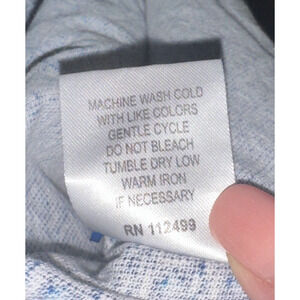 MACHINE WASH COLD
WITH LIKE COLORS
GENTLE CYCLE
DO NOT BLEACH
TUMBLE DRY LOW
WARM IRON
IF NECESSARY
RN 112499